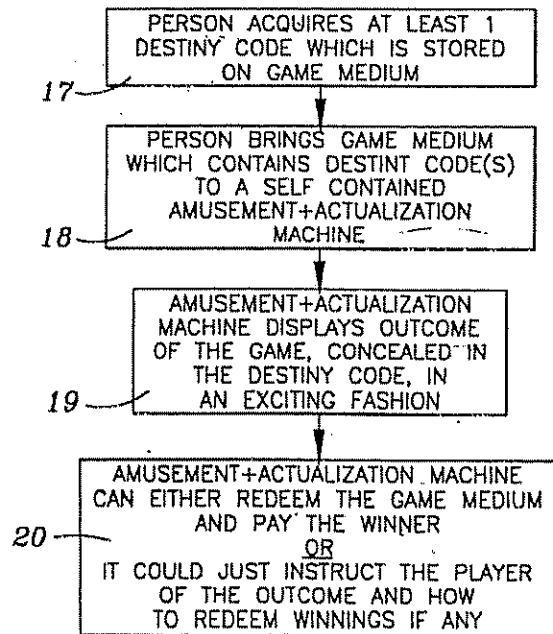 PERSON ACQUIRES AT LEAST 1
DESTINY CODE WHICH IS STORED
ON GAME MEDIUM
17
PERSON BRINGS GAME MEDIUM
WHICH CONTAINS DESTINT CODE(S)
TO A SELF CONTAINED
AMUSEMENT+ACTUALIZATION
MACHINE
18
AMUSEMENT+ACTUALIZATION
MACHINE DISPLAYS OUTCOME
OF THE GAME, CONCEALED IN
THE DESTINY CODE, IN
AN EXCITING FASHION
19
AMUSEMENT+ACTUALIZATION MACHINE
CAN EITHER REDEEM THE GAME MEDIUM
AND PAY THE WINNER
OR
IT COULD JUST INSTRUCT THE PLAYER
OF THE OUTCOME AND HOW
TO REDEEM WINNINGS IF ANY
20